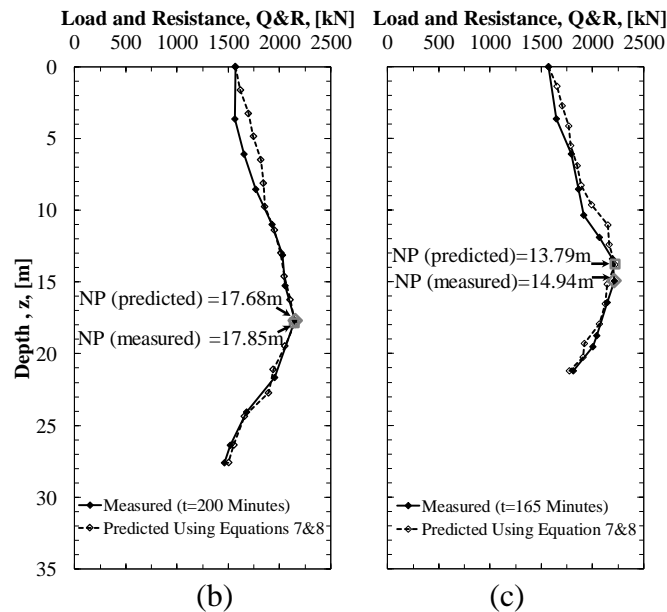 Load and Resistance, Q&R, [kN]
0 500 1000 1500 2000 2500
0
5
10
15
20
25
30
35
Depth , z, [m]
NP (predicted) =17.68m
NP (measured) =17.85m
Measured (t=200 Minutes)
Predicted Using Equations 7&8
(b)
Load and Resistance, Q&R, [kN]
0 500 1000 1500 2000 2500
NP (predicted)=13.79m
NP (measured) =14.94m
Measured (t=165 Minutes)
Predicted Using Equation 7&8
(c)